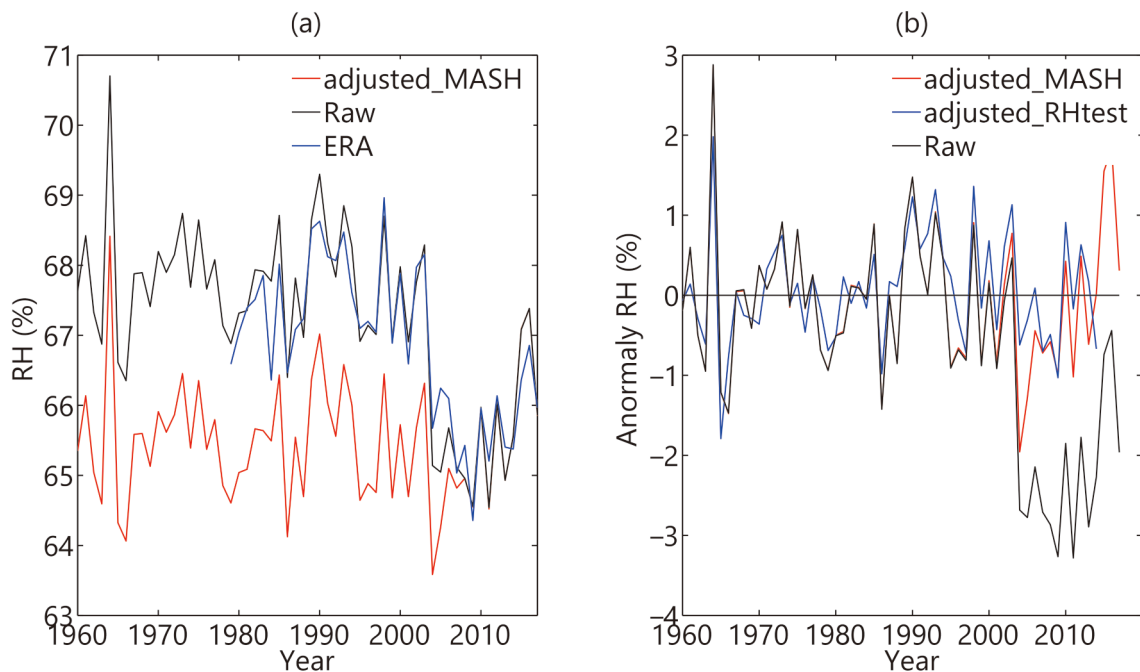 (a)
71
70
69
68
67
66
65
64
63
RH (%)
adjusted_MASH
Raw
ERA
1960 1970 1980 1990 2000 2010
Year
(b)
3
2
1
0
−1
−2
−3
−4
Anomaly RH (%)
adjusted_MASH
adjusted_RHtest
Raw
1960 1970 1980 1990 2000 2010
Year